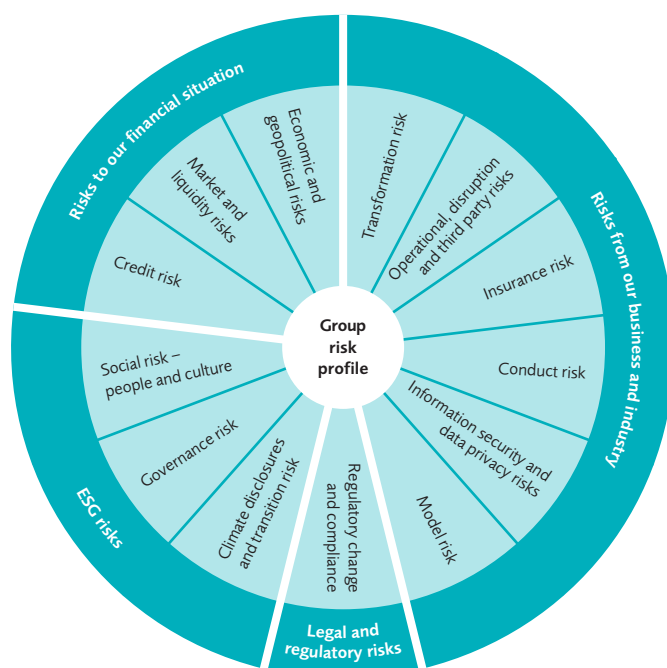 Group
risk
profile
Risks to our financial situation
Economic and
geopolitical risks
Market and
liquidity risks
Credit risk
Risks from our business and industry
Transformation risk
Operational, disruption
and third party risks
Insurance risk
Conduct risk
Information security and
data privacy risks
Model risk
Legal and
regulatory risks
Regulatory change
and compliance
ESG risks
Climate disclosures
and transition risk
Governance risk
Social risk –
people and culture